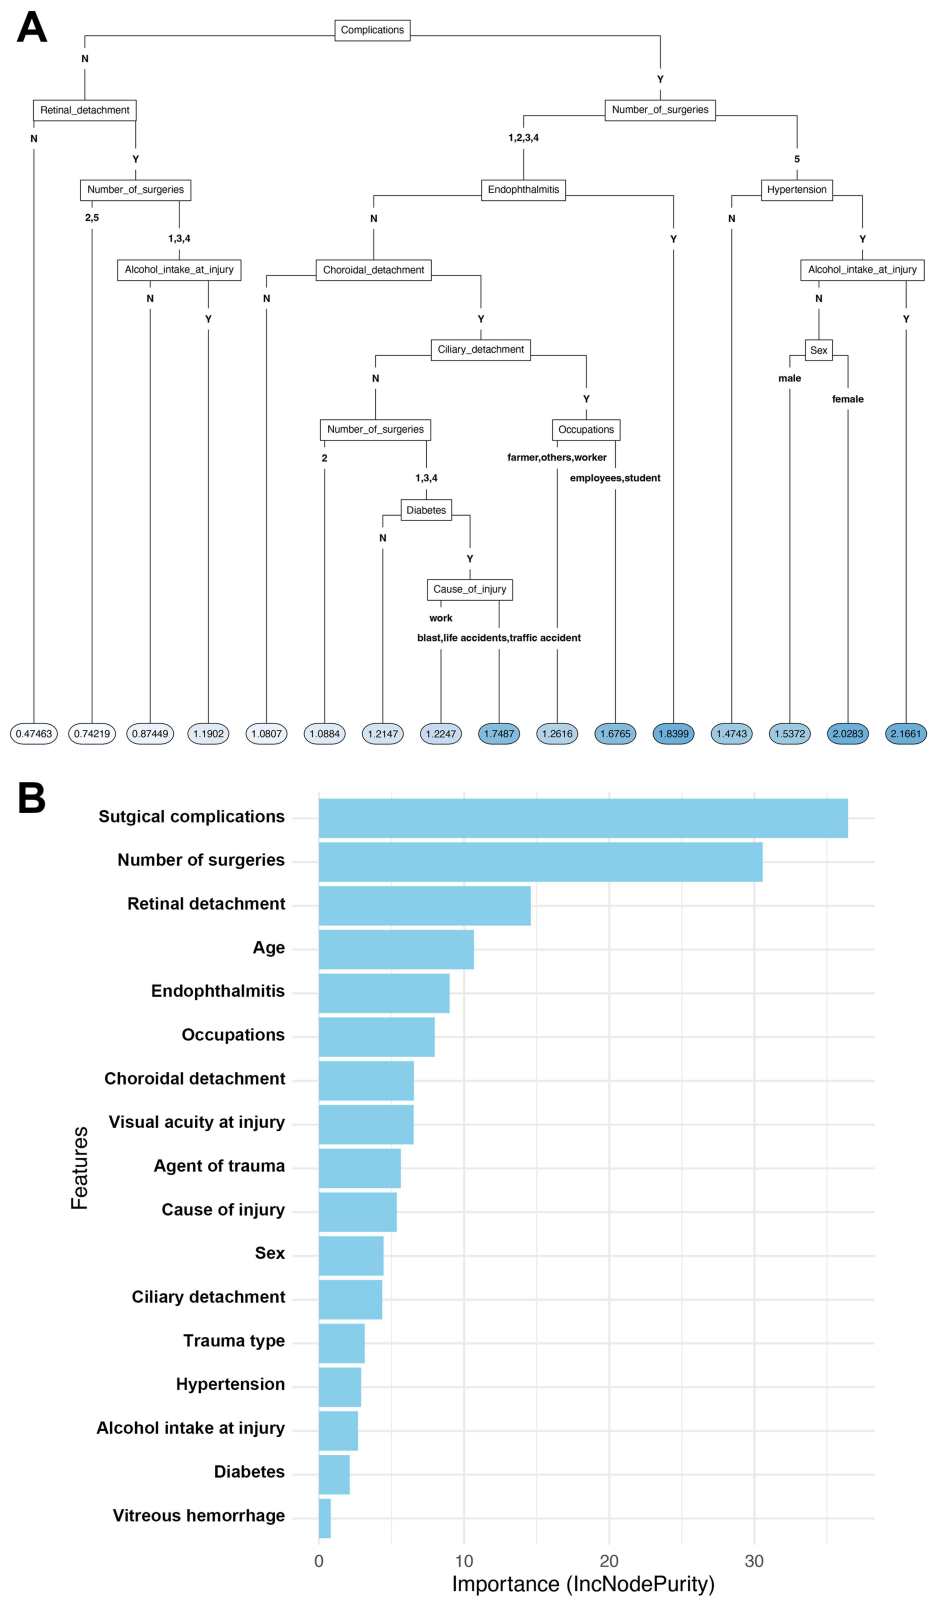 A
Complications
N
Y
Retinal_detachment
Number_of_surgeries
N
1,2,3,4
Y
5
Number_of_surgeries
Endophthalmitis
Hypertension
2,5
N
N
1,3,4
Y
Y
Alcohol_intake_at_injury
Choroidal_detachment
Alcohol_intake_at_injury
N
N
N
Y
Y
Y
Ciliary_detachment
Sex
N
male
Y
female
Number_of_surgeries
Occupations
2
farmer,others,worker
1,3,4
employees,student
Diabetes
N
Y
Cause_of_injury
work
blast,life accidents,traffic accident
0.47463 0.74219 0.87449 1.1902 1.0807 1.0884 1.2147 1.2247 1.7487 1.2616 1.6765 1.8399 1.4743 1.5372 2.0283 2.1661
B
Sutgical complications
Number of surgeries
Retinal detachment
Age
Endophthalmitis
Occupations
Choroidal detachment
Visual acuity at injury
Agent of trauma
Cause of injury
Sex
Ciliary detachment
Trauma type
Hypertension
Alcohol intake at injury
Diabetes
Vitreous hemorrhage
Features
0 10 20 30
Importance (IncNodePurity)